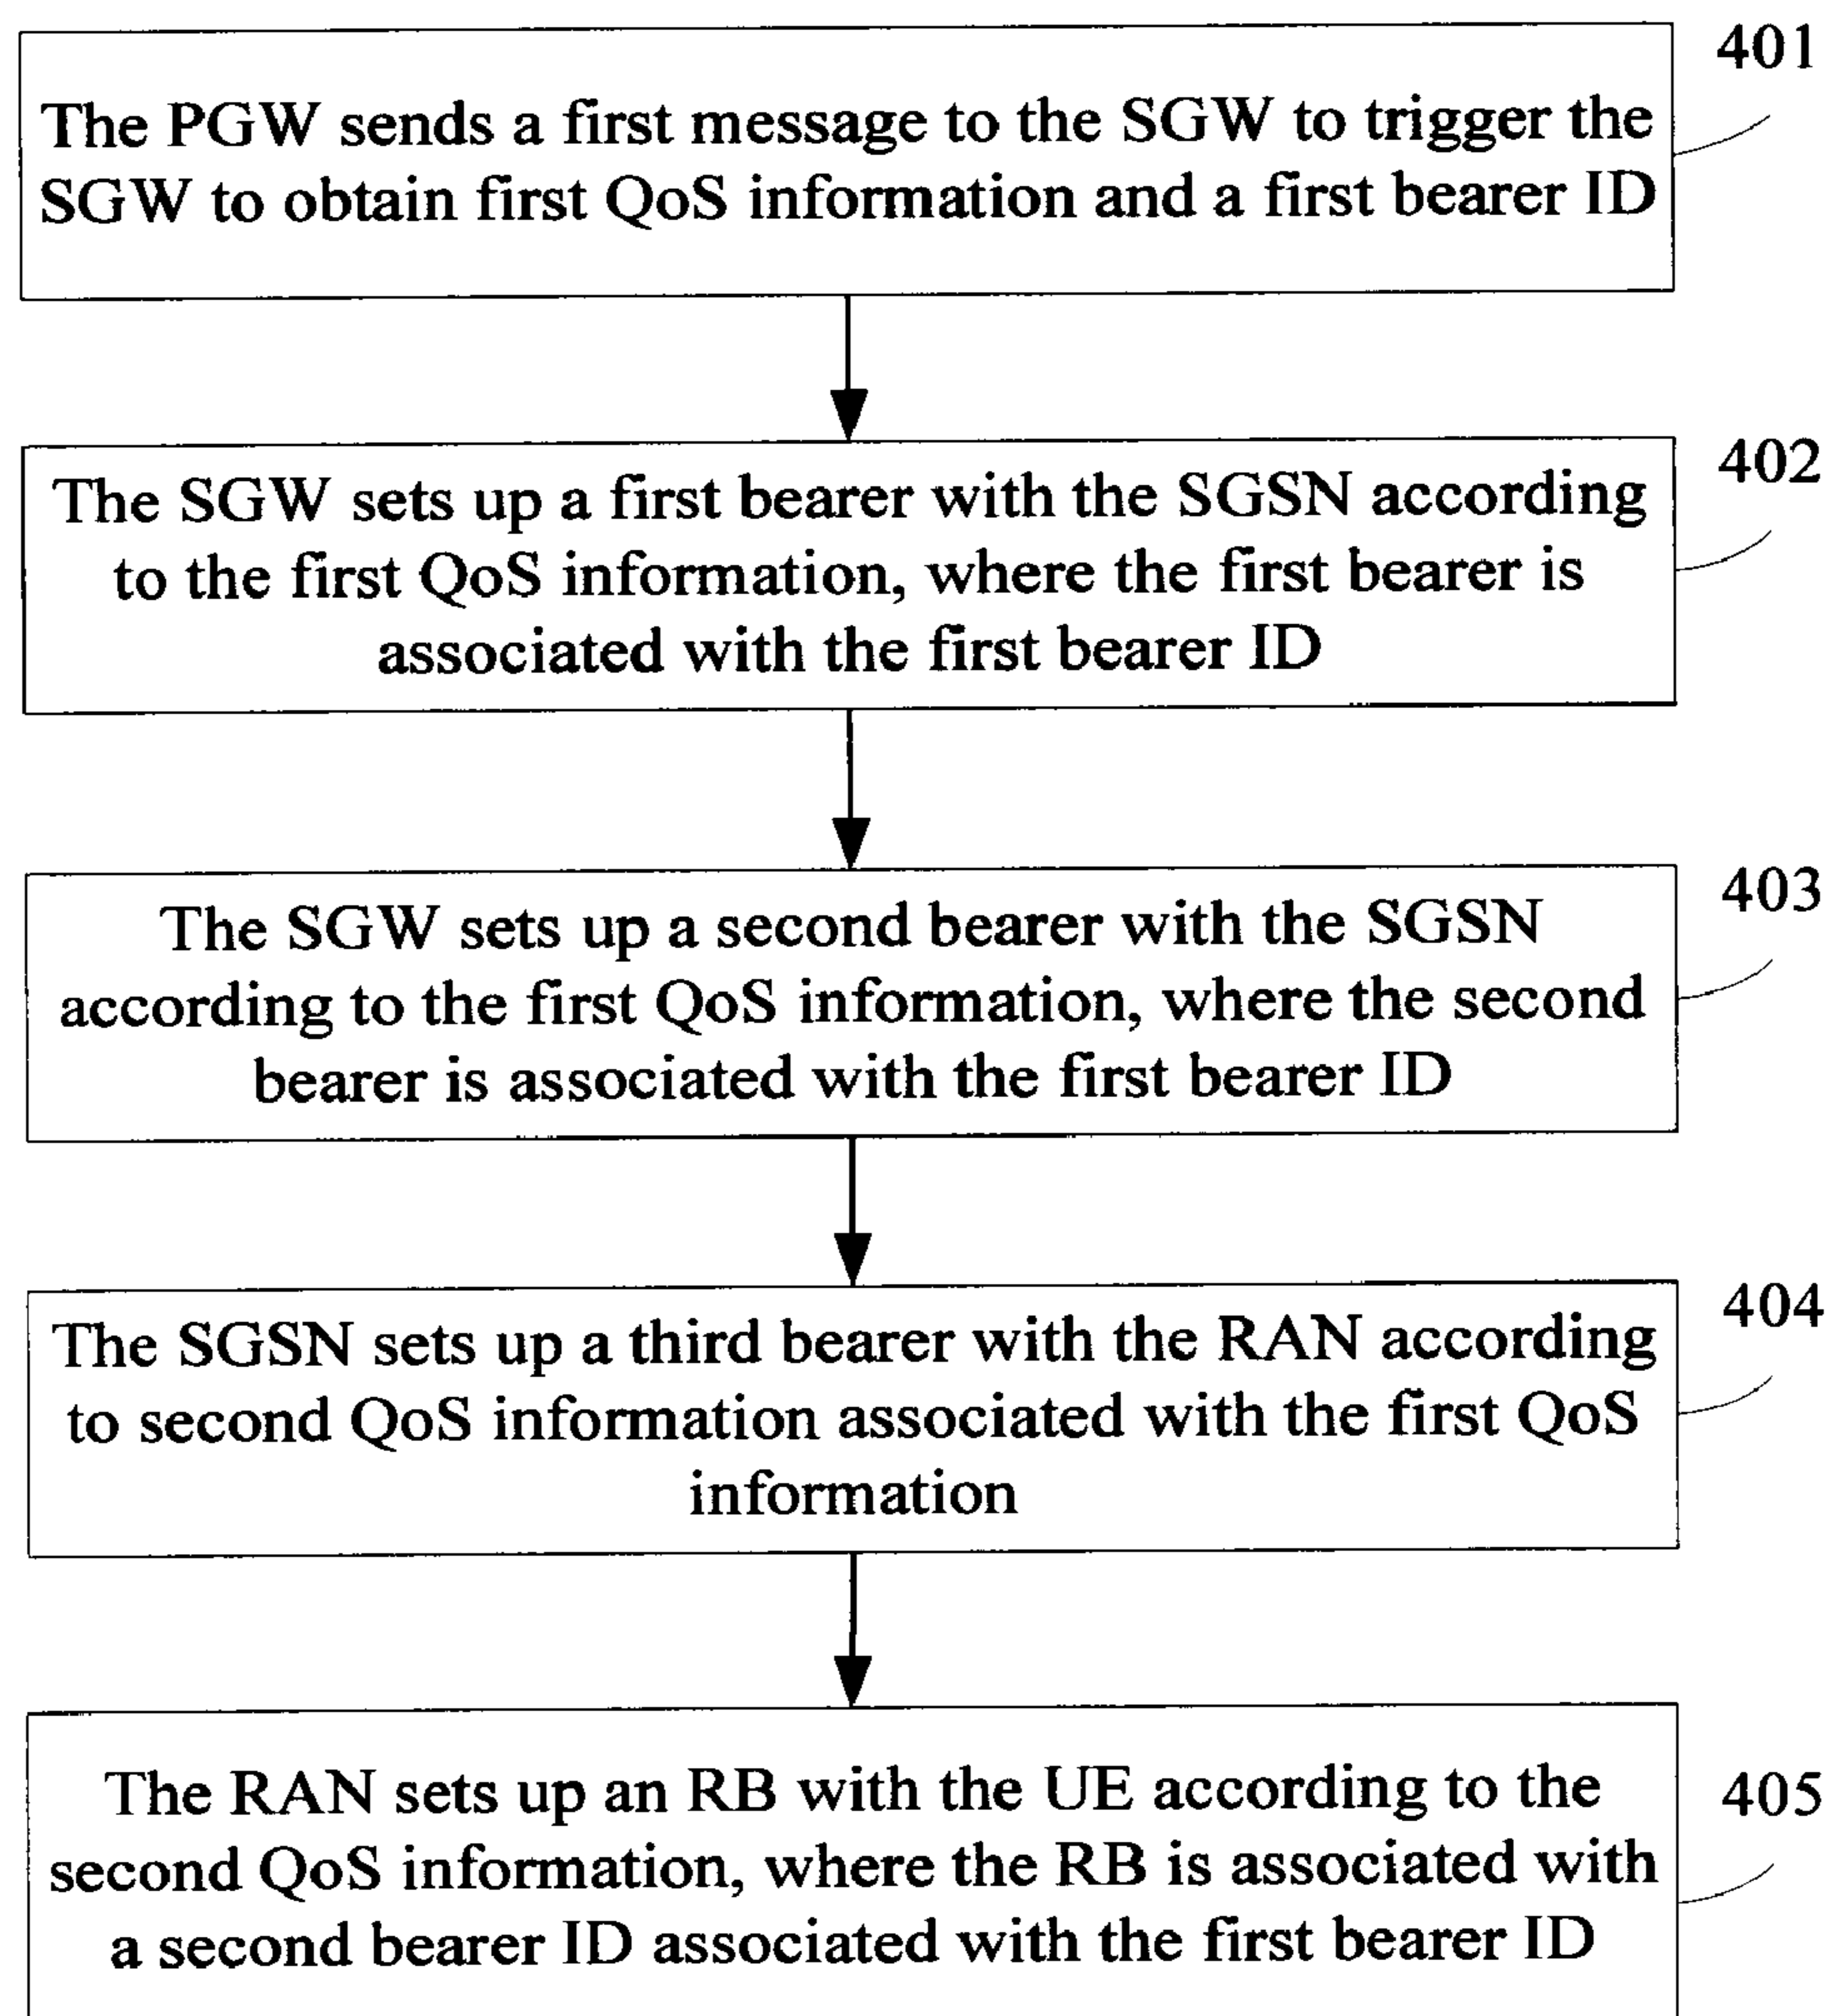 401
The PGW sends a first message to the SGW to trigger the
SGW to obtain first QoS information and a first bearer ID
402
The SGW sets up a first bearer with the SGSN according
to the first QoS information, where the first bearer is
associated with the first bearer ID
403
The SGW sets up a second bearer with the SGSN
according to the first QoS information, where the second
bearer is associated with the first bearer ID
404
The SGSN sets up a third bearer with the RAN according
to second QoS information associated with the first QoS
information
405
The RAN sets up an RB with the UE according to the
second QoS information, where the RB is associated with
a second bearer ID associated with the first bearer ID